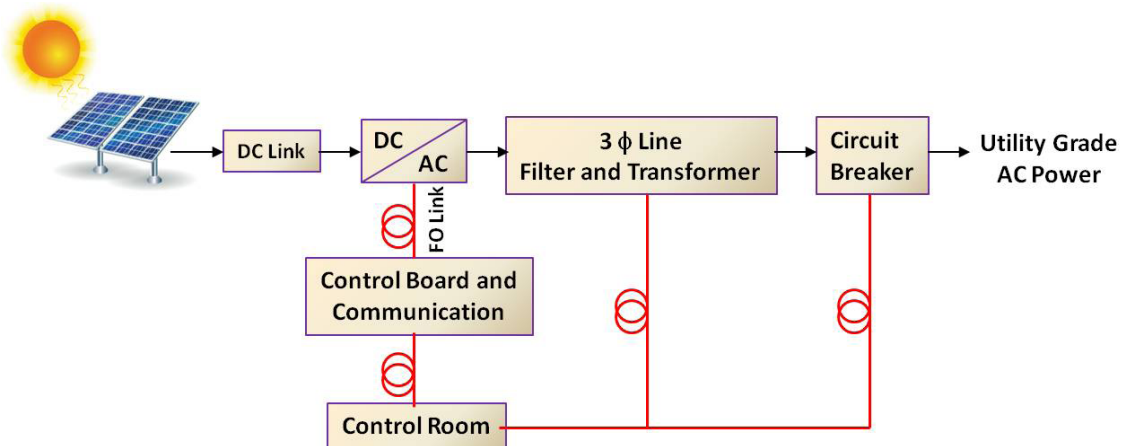 DC Link
DC
AC
3 ϕ Line
Filter and Transformer
Circuit
Breaker
Utility Grade
AC Power
FO Link
Control Board and
Communication
Control Room